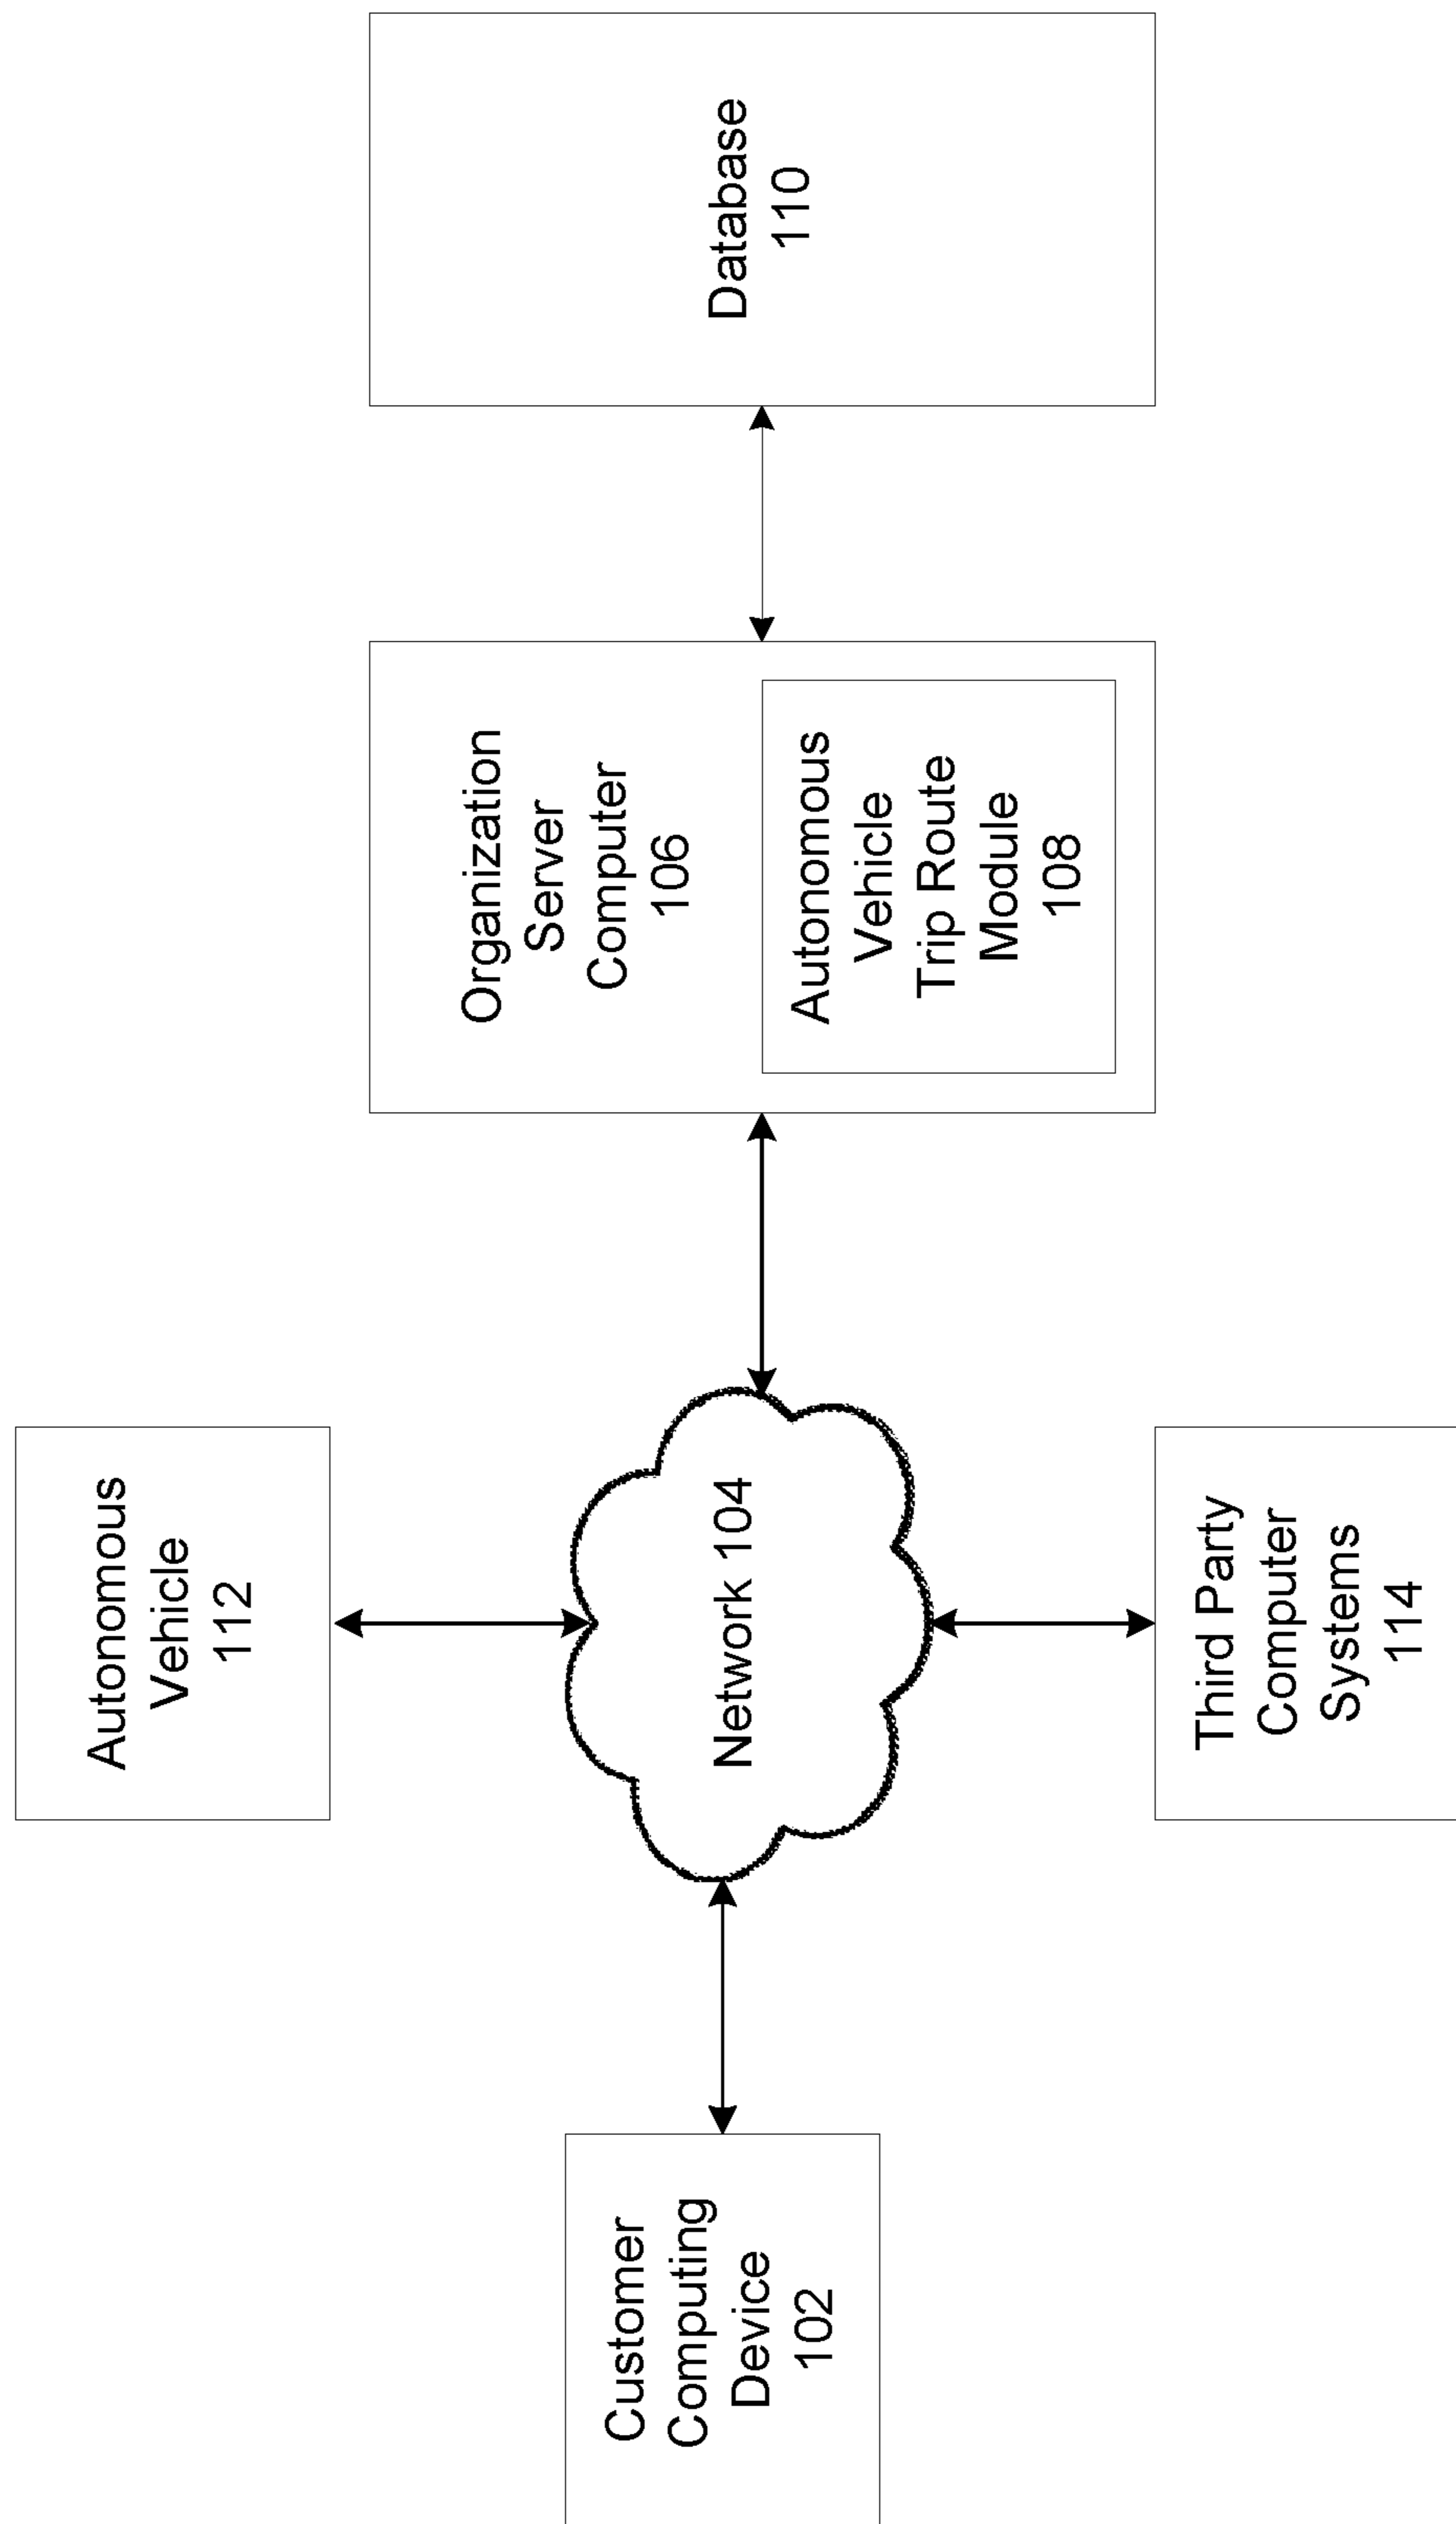 Autonomous
Vehicle
112
Customer
Computing
Device
102
Network 104
Organization
Server
Computer
106
Autonomous
Vehicle
Trip Route
Module
108
Database
110
Third Party
Computer
Systems
114